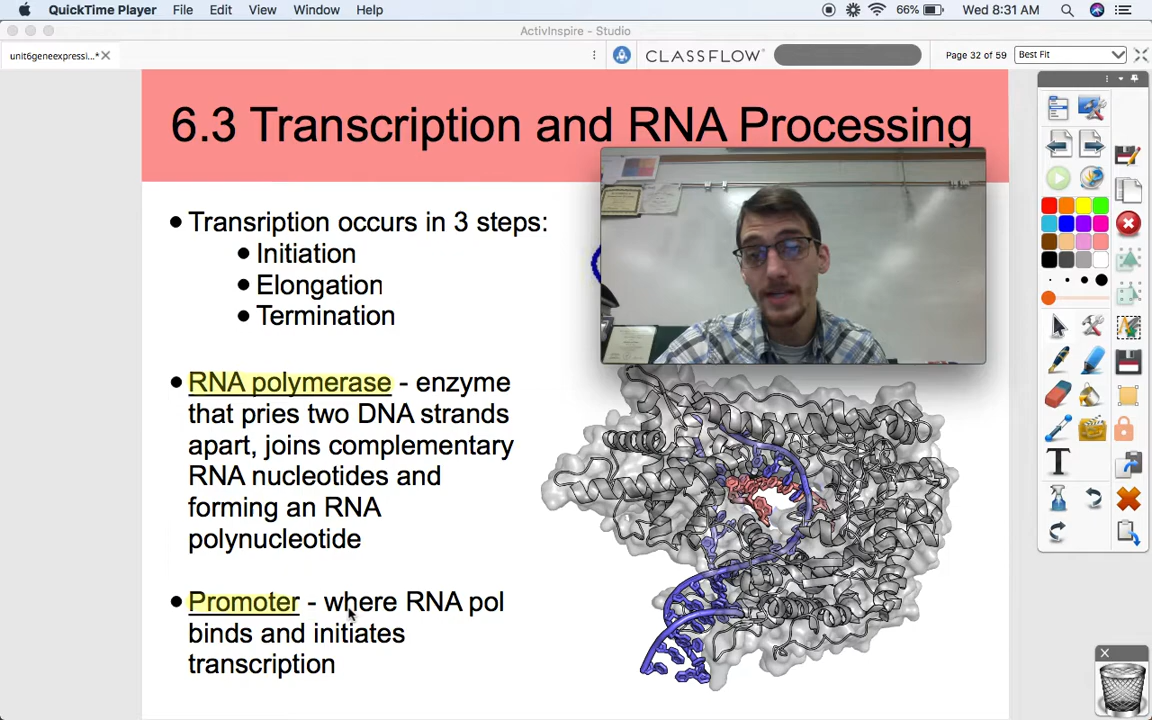 QuickTime Player File Edit View Window Help 66% Wed 8:31 AM
ActivInspire - Studio
unit6geneexpressi...* CLASSFLOW Page 32 of 59 Best Fit
6.3 Transcription and RNA Processing
Transription occurs in 3 steps:
Initiation
Elongation
Termination
RNA polymerase - enzyme
that pries two DNA strands
apart, joins complementary
RNA nucleotides and
forming an RNA
polynucleotide
Promoter - where RNA pol
binds and initiates
transcription